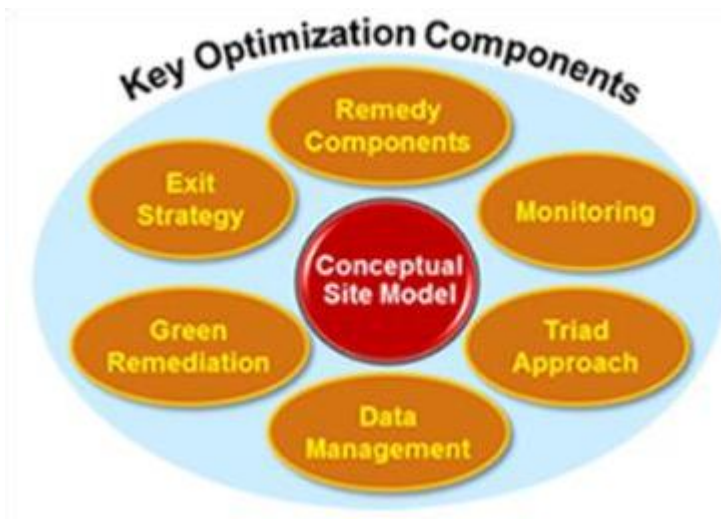 Key Optimization Components
Remedy
Components
Exit
Strategy
Monitoring
Conceptual
Site Model
Green
Remediation
Triad
Approach
Data
Management